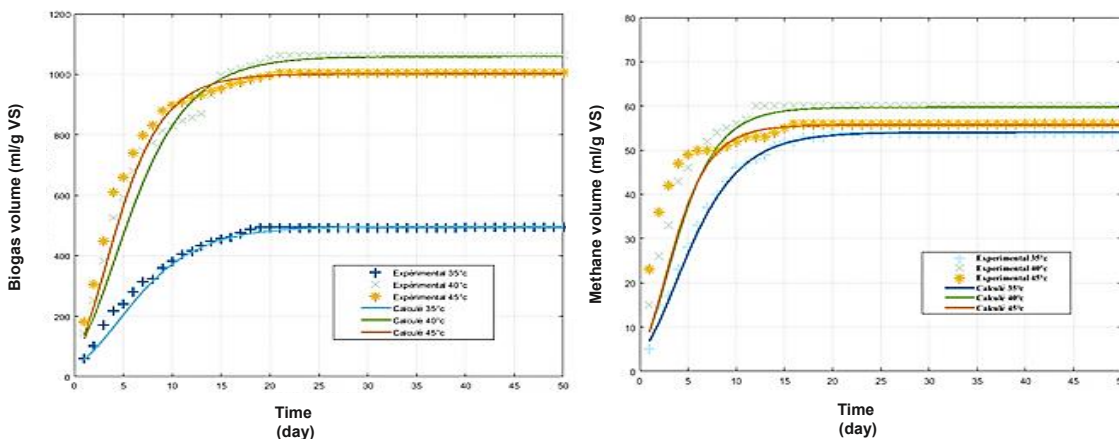 Biogas volume (ml/g VS)
1200
1000
800
600
400
200
0
0 5 10 15 20 25 30 35 40 45 50
Time
(day)
Expérimental 35°c
Expérimental 40°c
Expérimental 45°c
Calculé 35°c
Calculé 40°c
Calculé 45°c
Methane volume (ml/g VS)
80
70
60
50
40
30
20
10
0
0 5 10 15 20 25 30 35 40 45 50
Time
(day)
Experimental 35°c
Experimental 40°c
Experimental 45°c
Calculé 35°c
Calculé 40°c
Calculé 45°c